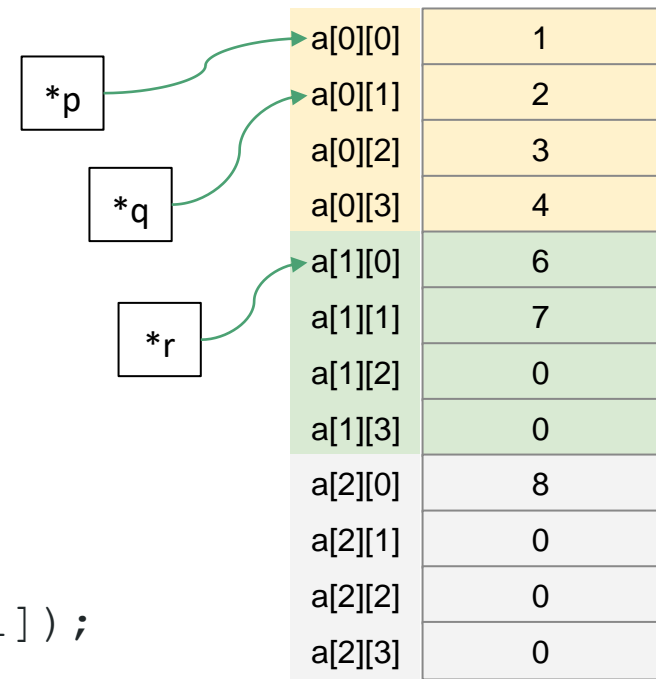 a[0][0] 1
*p
a[0][1] 2
a[0][2] 3
*q
a[0][3] 4
a[1][0] 6
a[1][1] 7
*r
a[1][2] 0
a[1][3] 0
a[2][0] 8
a[2][1] 0
a[2][2] 0
]);
a[2][3] 0